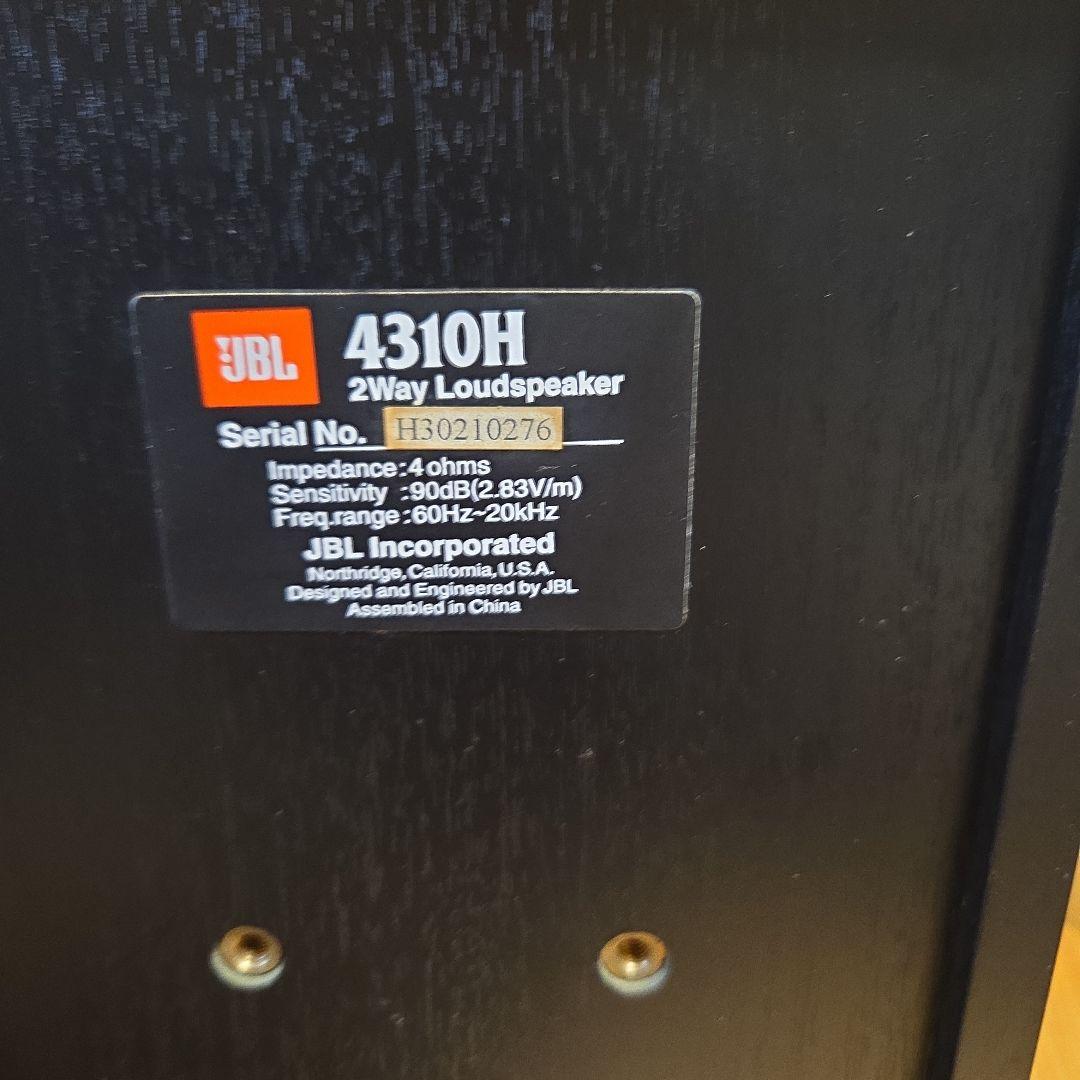 JBL 4310H
2Way Loudspeaker
Serial No. H30210276
Impedance:4 ohms
Sensitivity :90dB(2.83V/m)
Freq.range:60Hz~20kHz
JBL Incorporated
Northridge,California,U.S.A.
Designed and Engineered by JBL
Assembled in China